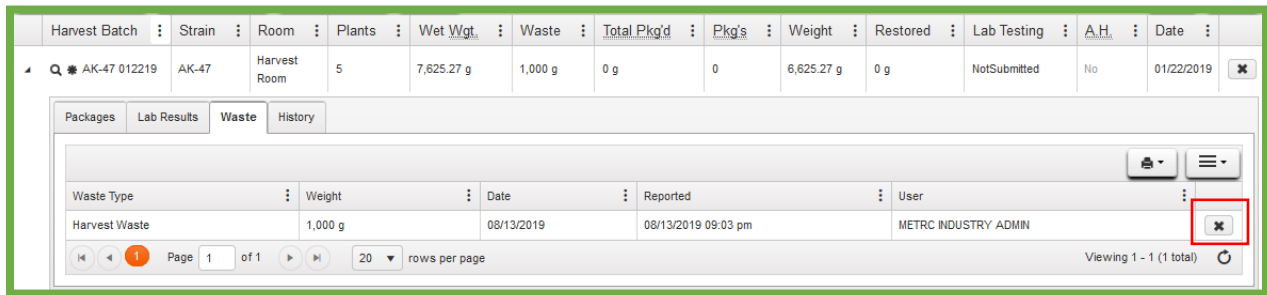 Harvest Batch Strain Room Plants Wet Wgt. Waste Total Pkg'd Pkg's Weight Restored Lab Testing A.H. Date
AK-47 012219 AK-47 Harvest Room 5 7,625.27 g 1,000 g 0 g 0 6,625.27 g 0 g NotSubmitted No 01/22/2019
Packages Lab Results Waste History
Waste Type Weight Date Reported User
Harvest Waste 1,000 g 08/13/2019 08/13/2019 09:03 pm METRC INDUSTRY ADMIN
1 Page 1 of 1 20 rows per page Viewing 1 - 1 (1 total)